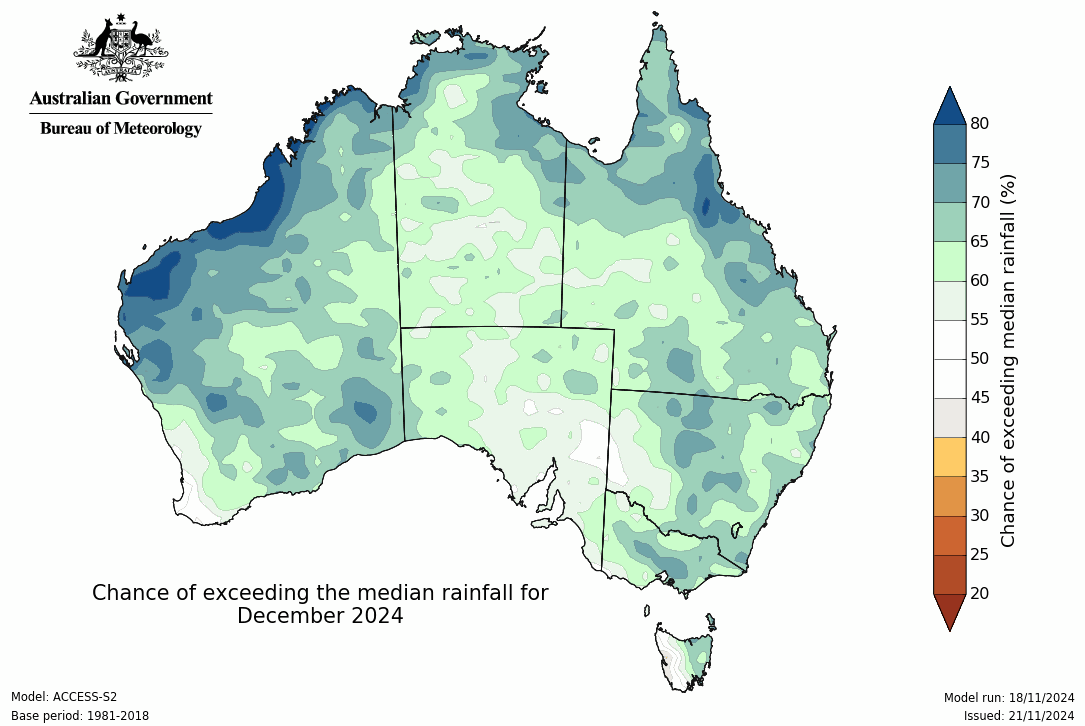 Australian Government
Bureau of Meteorology
80
75
70
65
60
55
50
45
40
35
30
25
20
Chance of exceeding median rainfall (%)
Chance of exceeding the median rainfall for
December 2024
Model: ACCESS-S2
Base period: 1981-2018
Model run: 18/11/2024
Issued: 21/11/2024